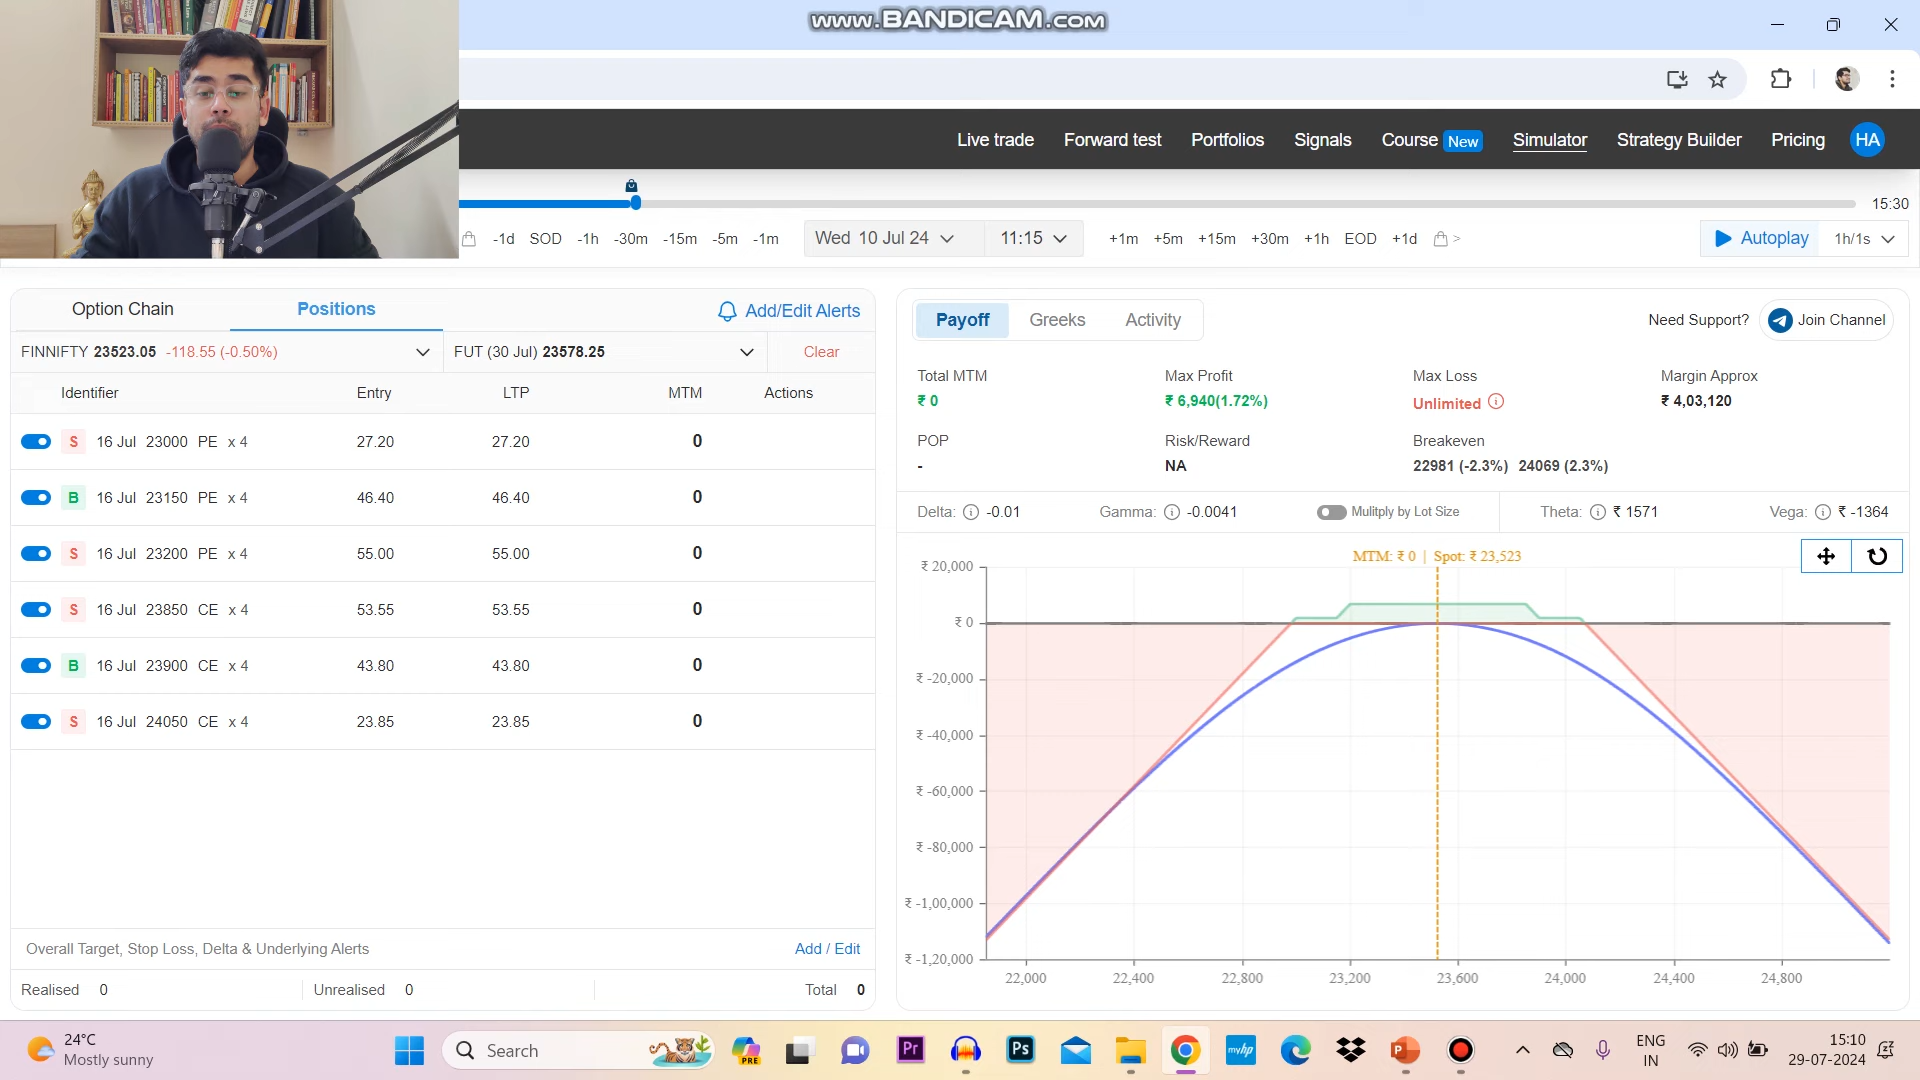 www.BANDICAM.com
Live trade Forward test Portfolios Signals Course New Simulator Strategy Builder Pricing HA
15:30
-1d SOD -1h -30m -15m -5m -1m Wed 10 Jul 24 11:15 +1m +5m +15m +30m +1h EOD +1d > Autoplay 1h/1s
Option Chain Positions Add/Edit Alerts
FINNIFTY 23523.05 -118.55 (-0.50%) FUT (30 Jul) 23578.25 Clear
Identifier Entry LTP MTM Actions
S 16 Jul 23000 PE x 4 27.20 27.20 0
B 16 Jul 23150 PE x 4 46.40 46.40 0
S 16 Jul 23200 PE x 4 55.00 55.00 0
S 16 Jul 23850 CE x 4 53.55 53.55 0
B 16 Jul 23900 CE x 4 43.80 43.80 0
S 16 Jul 24050 CE x 4 23.85 23.85 0
Overall Target, Stop Loss, Delta & Underlying Alerts Add / Edit
Realised 0 Unrealised 0 Total 0
Payoff Greeks Activity Need Support? Join Channel
Total MTM Max Profit Max Loss Margin Approx
₹ 0 ₹ 6,940(1.72%) Unlimited ₹ 4,03,120
POP Risk/Reward Breakeven
- NA 22981 (-2.3%) 24069 (2.3%)
Delta: -0.01 Gamma: -0.0041 Mulitply by Lot Size Theta: ₹ 1571 Vega: ₹ -1364
MTM: ₹ 0 | Spot: ₹ 23,523
₹ 20,000
₹ 0
₹ -20,000
₹ -40,000
₹ -60,000
₹ -80,000
₹ -1,00,000
₹ -1,20,000
22,000 22,400 22,800 23,200 23,600 24,000 24,400 24,800
24°C
Mostly sunny
Search
PRE
Pr
Ps
myhp
P
ENG
IN
15:10
29-07-2024